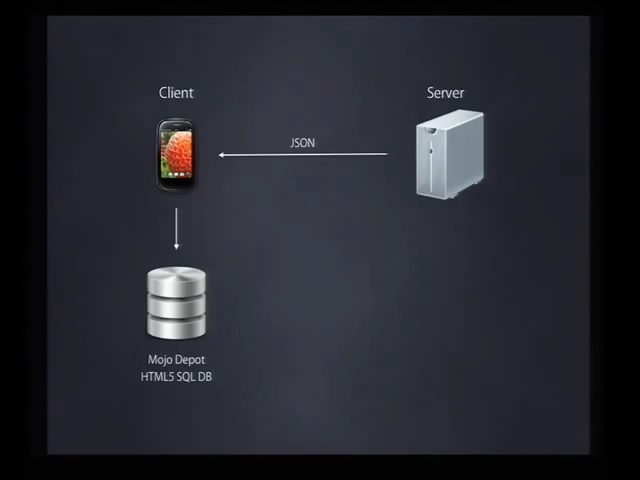 Client
Server
JSON
Mojo Depot
HTML5 SQL DB